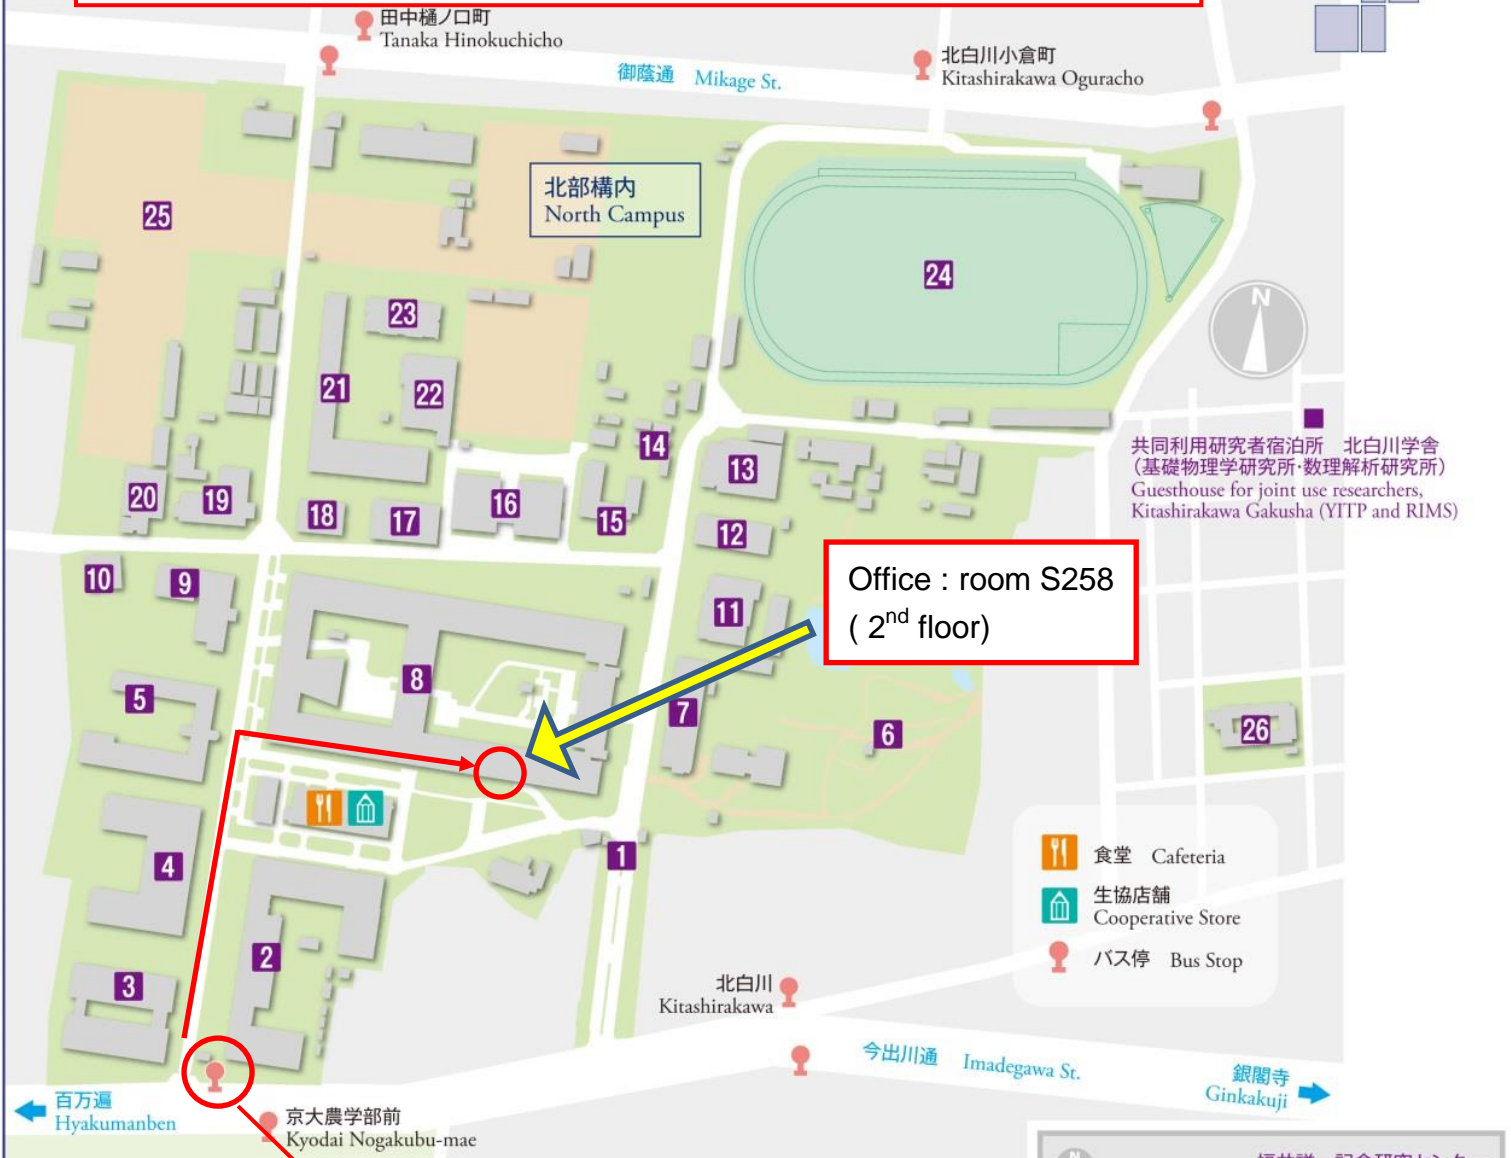 田中樋ノ口町
Tanaka Hinokuchicho
御蔭通 Mikage St.
北白川小倉町
Kitashirakawa Oguracho
北部構内
North Campus
25
24
N
23
21
22
14
13
20
19
18
17
16
15
12
共同利用研究者宿泊所 北白川学舎
(基礎物理学研究所・数理解析研究所)
Guesthouse for joint use researchers,
Kitashirakawa Gakusha (YITP and RIMS)
10
9
11
Office : room S258
( 2nd floor)
8
5
7
6
26
4
1
2
3
食堂 Cafeteria
生協店舗
Cooperative Store
バス停 Bus Stop
北白川
Kitashirakawa
今出川通 Imadegawa St.
銀閣寺
Ginkakuji
百万遍
Hyakumanben
京大農学部前
Kyodai Nogakubu-mae